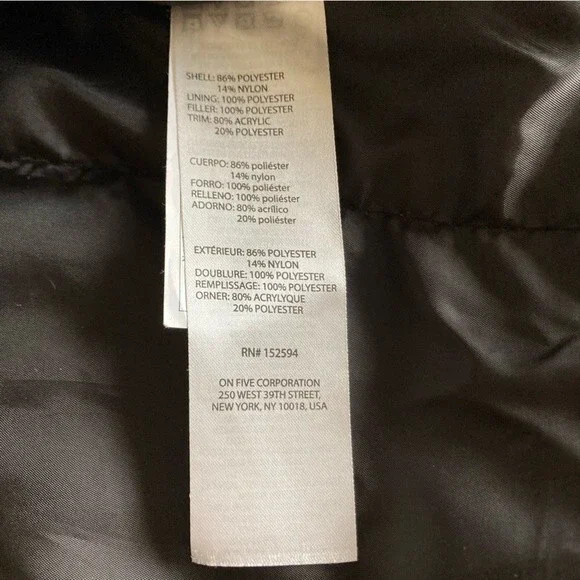 SHELL: 86% POLYESTER
14% NYLON
LINING: 100% POLYESTER
FILLER: 100% POLYESTER
TRIM: 80% ACRYLIC
20% POLYESTER
CUERPO: 86% poliéster
14% nylon
FORRO: 100% poliéster
RELLENO: 100% poliéster
ADORNO: 80% acrílico
20% poliéster
EXTÉRIEUR: 86% POLYESTER
14% NYLON
DOUBLURE: 100% POLYESTER
REMPLISSAGE: 100% POLYESTER
ORNER: 80% ACRYLYQUE
20% POLYESTER
RN# 152594
ON FIVE CORPORATION
250 WEST 39TH STREET,
NEW YORK, NY 10018, USA